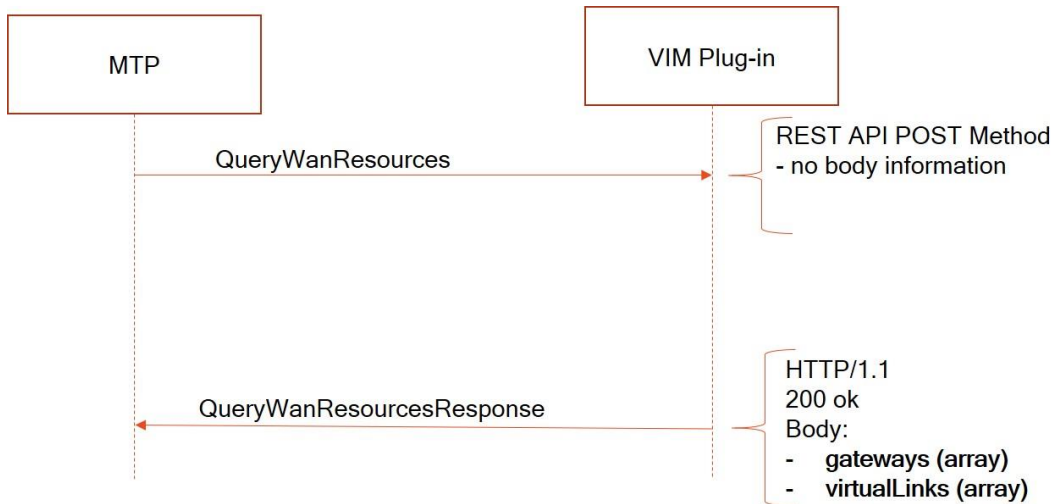 MTP
VIM Plug-in
QueryWanResources
REST API POST Method
- no body information
QueryWanResourcesResponse
HTTP/1.1
200 ok
Body:
- gateways (array)
- virtualLinks (array)